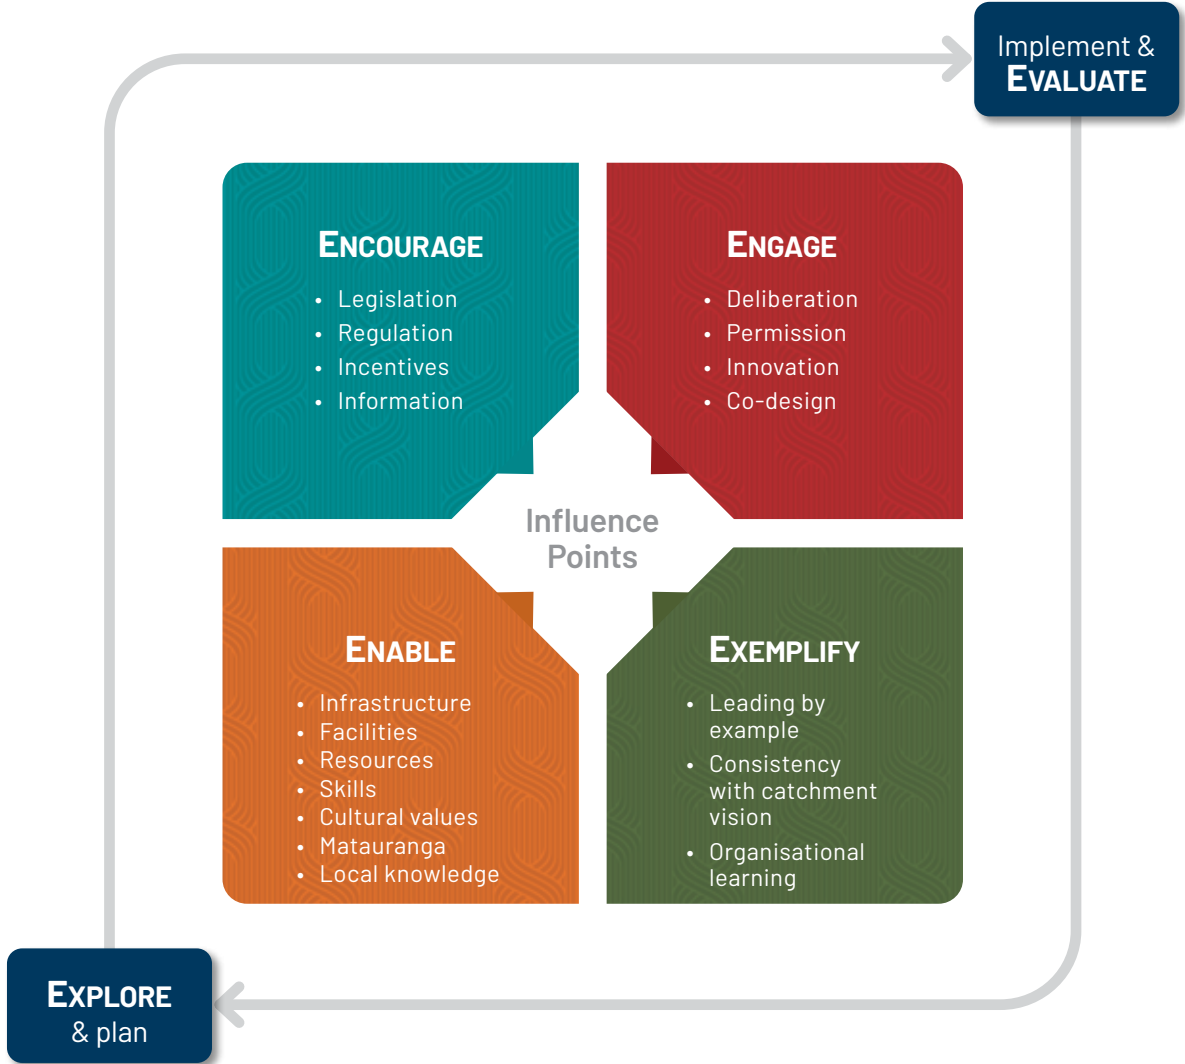 Implement &
EVALUATE
ENCOURAGE
• Legislation
• Regulation
• Incentives
• Information
ENGAGE
• Deliberation
• Permission
• Innovation
• Co-design
Influence
Points
ENABLE
• Infrastructure
• Facilities
• Resources
• Skills
• Cultural values
• Matauranga
• Local knowledge
EXEMPLIFY
• Leading by
example
• Consistency
with catchment
vision
• Organisational
learning
EXPLORE
& plan